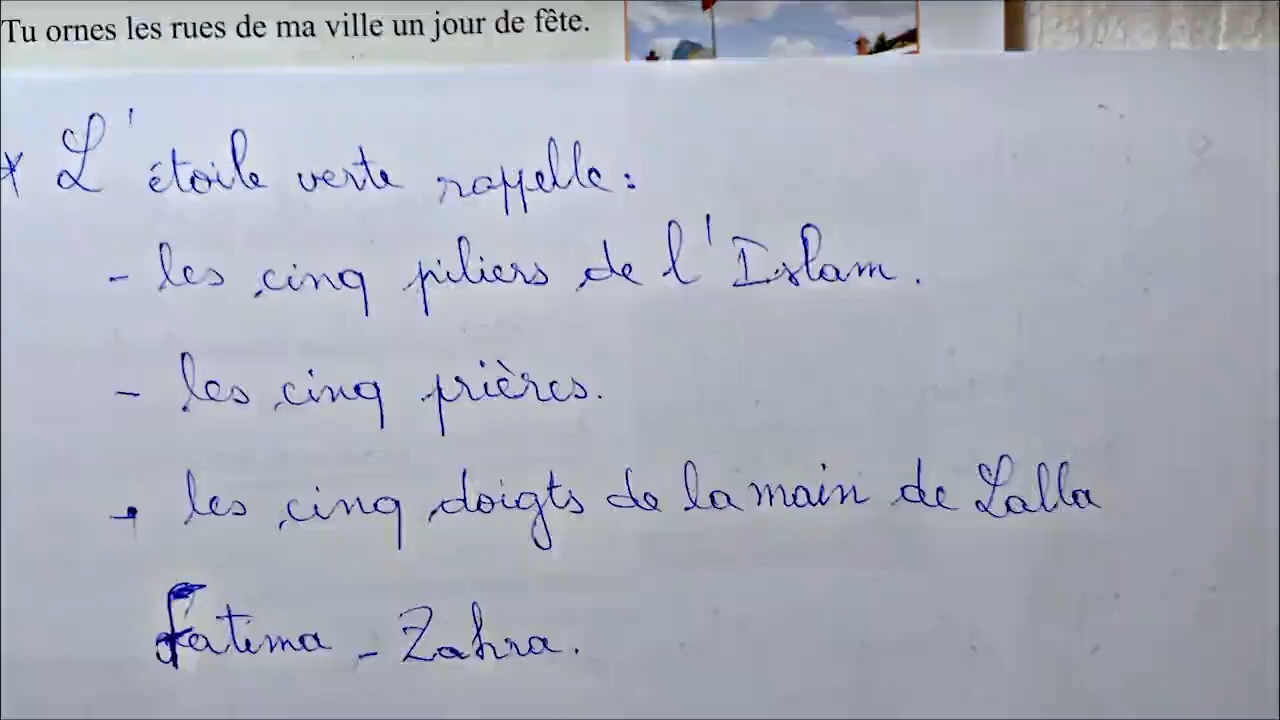 Tu ornes les rues de ma ville un jour de fête.
* L'étoile verte rappelle :
- les cinq piliers de l'Islam.
- les cinq prières.
- les cinq doigts de la main de Lalla
Fatima - Zahra.